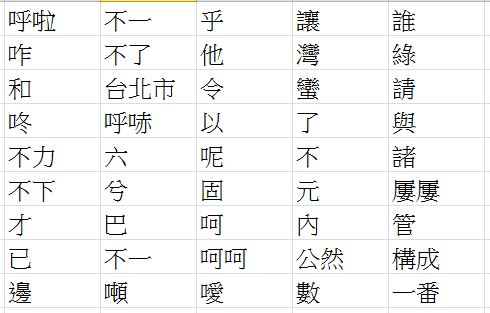 呼啦 不一 乎 讓 誰
咋 不了 他 灣 綠
和 台北市 令 蠻 請
咚 呼哧 以 了 與
不力 六 呢 不 諸
不下 兮 固 元 屢屢
才 巴 呵 內 管
已 不一 呵呵 公然 構成
邊 噸 噯 數 一番